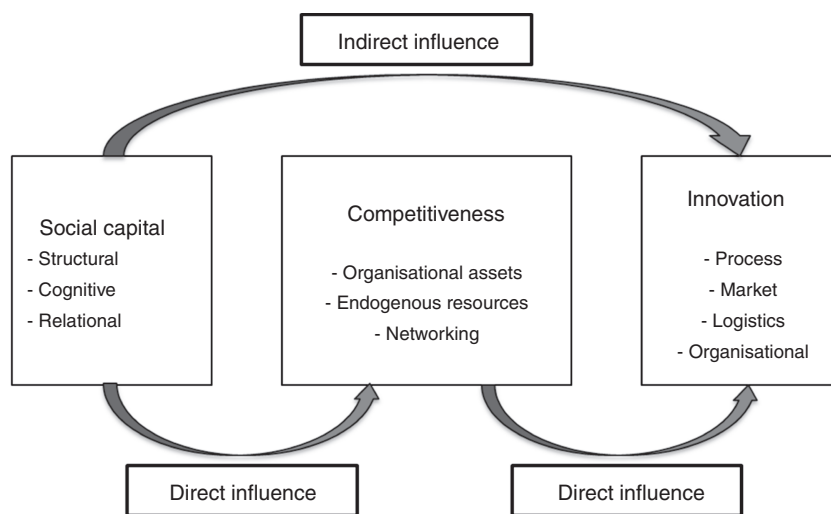 Indirect influence
Social capital
- Structural
- Cognitive
- Relational
Competitiveness
- Organisational assets
- Endogenous resources
- Networking
Innovation
- Process
- Market
- Logistics
- Organisational
Direct influence
Direct influence